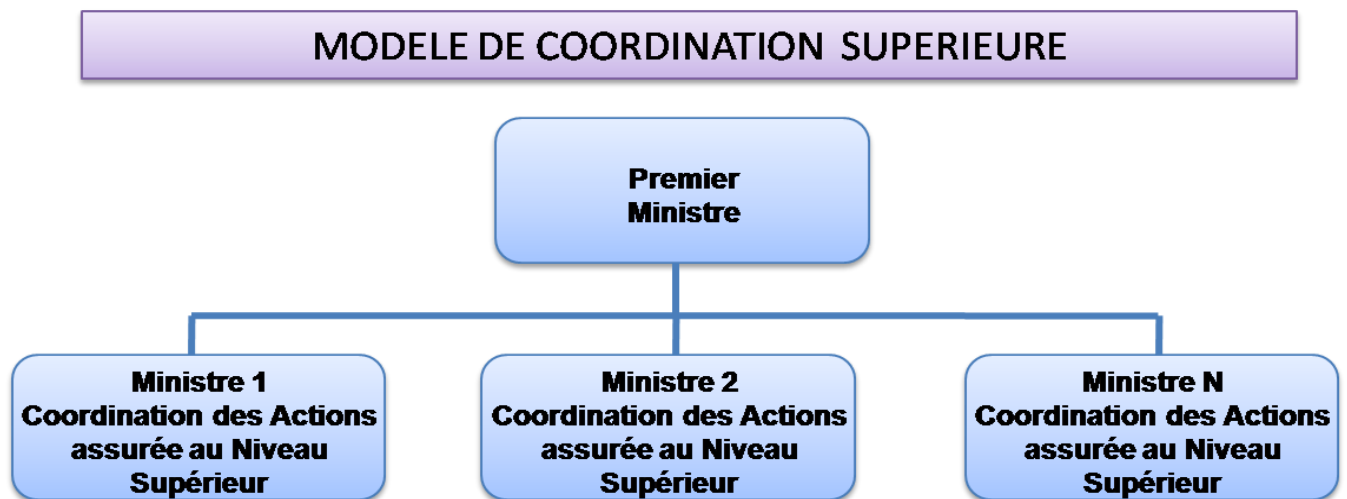 MODELE DE COORDINATION SUPERIEURE
Premier
Ministre
Ministre 1
Coordination des Actions
assurée au Niveau
Supérieur
Ministre 2
Coordination des Actions
assurée au Niveau
Supérieur
Ministre N
Coordination des Actions
assurée au Niveau
Supérieur